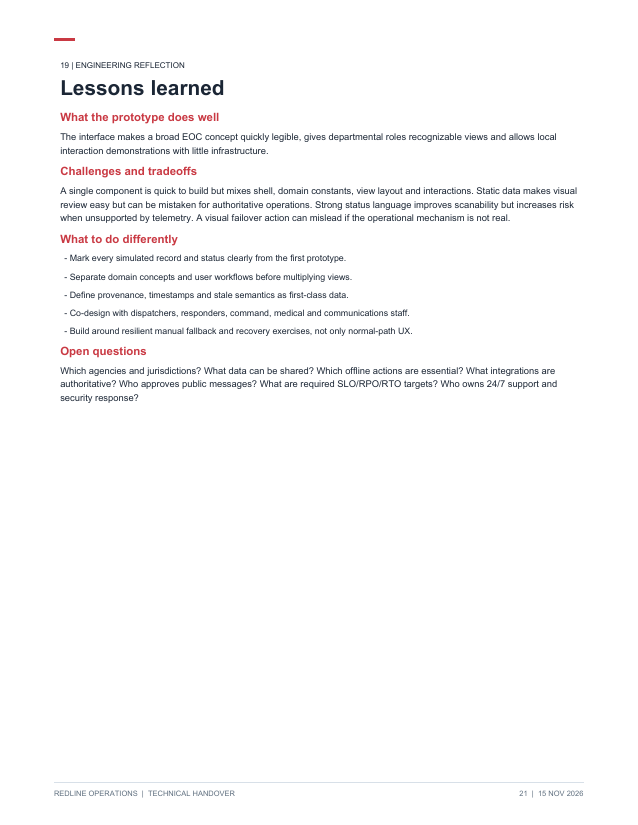 19 | ENGINEERING REFLECTION
Lessons learned
What the prototype does well
The interface makes a broad EOC concept quickly legible, gives departmental roles recognizable views and allows local
interaction demonstrations with little infrastructure.
Challenges and tradeoffs
A single component is quick to build but mixes shell, domain constants, view layout and interactions. Static data makes visual
review easy but can be mistaken for authoritative operations. Strong status language improves scanability but increases risk
when unsupported by telemetry. A visual failover action can mislead if the operational mechanism is not real.
What to do differently
- Mark every simulated record and status clearly from the first prototype.
- Separate domain concepts and user workflows before multiplying views.
- Define provenance, timestamps and stale semantics as first-class data.
- Co-design with dispatchers, responders, command, medical and communications staff.
- Build around resilient manual fallback and recovery exercises, not only normal-path UX.
Open questions
Which agencies and jurisdictions? What data can be shared? Which offline actions are essential? What integrations are
authoritative? Who approves public messages? What are required SLO/RPO/RTO targets? Who owns 24/7 support and
security response?
REDLINE OPERATIONS | TECHNICAL HANDOVER
21 | 15 NOV 2026